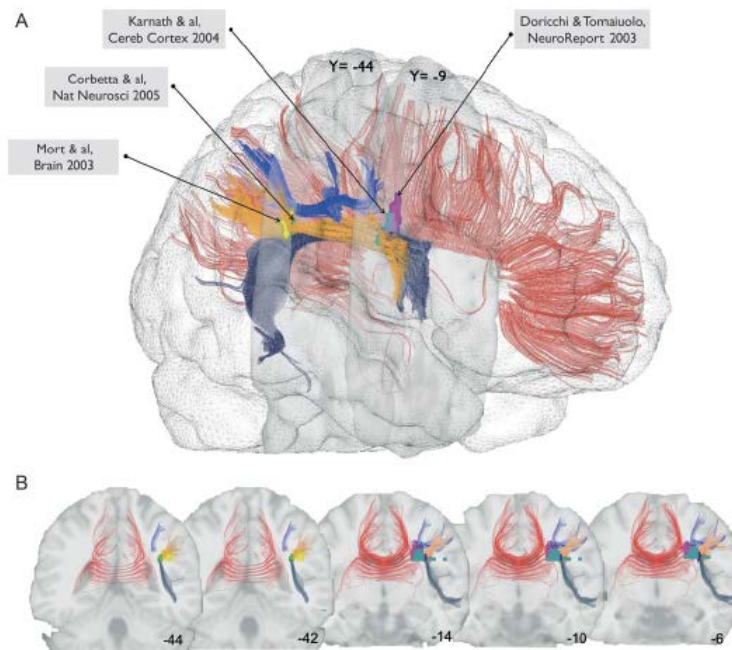 A
Karnath & al,
Cereb Cortex 2004
Doricchi & Tomaiuolo,
NeuroReport 2003
Y= -44
Y= -9
Corbetta & al,
Nat Neurosci 2005
Mort & al,
Brain 2003
B
-44
-42
-14
-10
-6